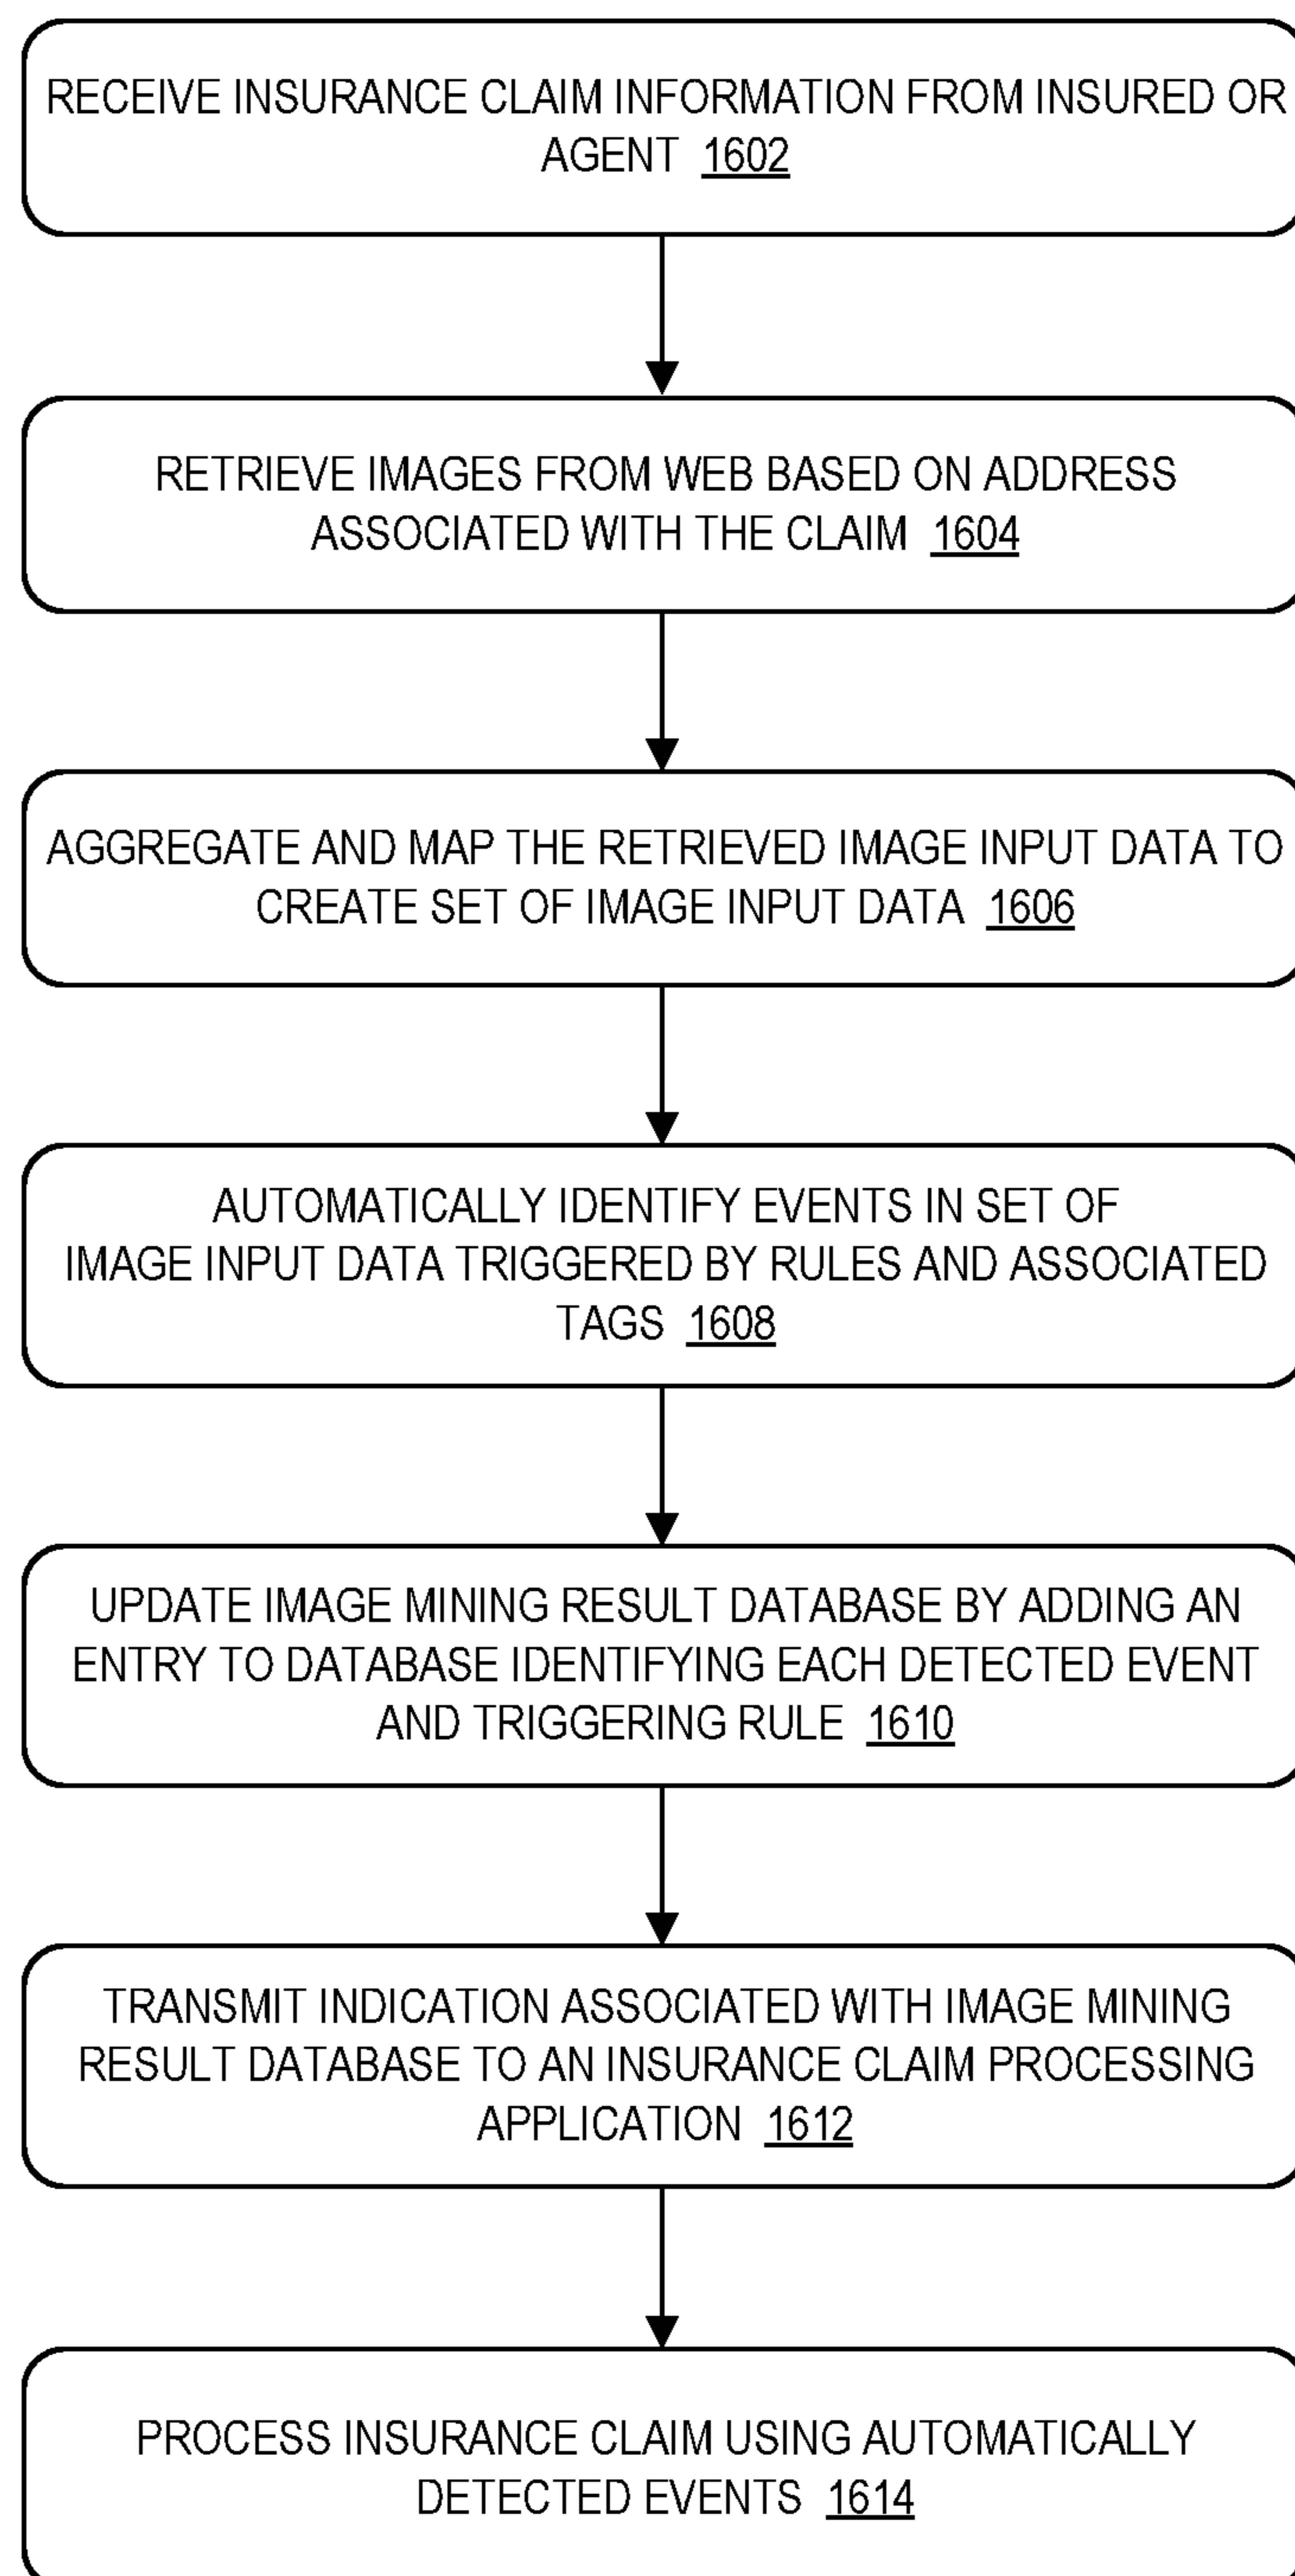 RECEIVE INSURANCE CLAIM INFORMATION FROM INSURED OR
AGENT 1602
RETRIEVE IMAGES FROM WEB BASED ON ADDRESS
ASSOCIATED WITH THE CLAIM 1604
AGGREGATE AND MAP THE RETRIEVED IMAGE INPUT DATA TO
CREATE SET OF IMAGE INPUT DATA 1606
AUTOMATICALLY IDENTIFY EVENTS IN SET OF
IMAGE INPUT DATA TRIGGERED BY RULES AND ASSOCIATED
TAGS 1608
UPDATE IMAGE MINING RESULT DATABASE BY ADDING AN
ENTRY TO DATABASE IDENTIFYING EACH DETECTED EVENT
AND TRIGGERING RULE 1610
TRANSMIT INDICATION ASSOCIATED WITH IMAGE MINING
RESULT DATABASE TO AN INSURANCE CLAIM PROCESSING
APPLICATION 1612
PROCESS INSURANCE CLAIM USING AUTOMATICALLY
DETECTED EVENTS 1614